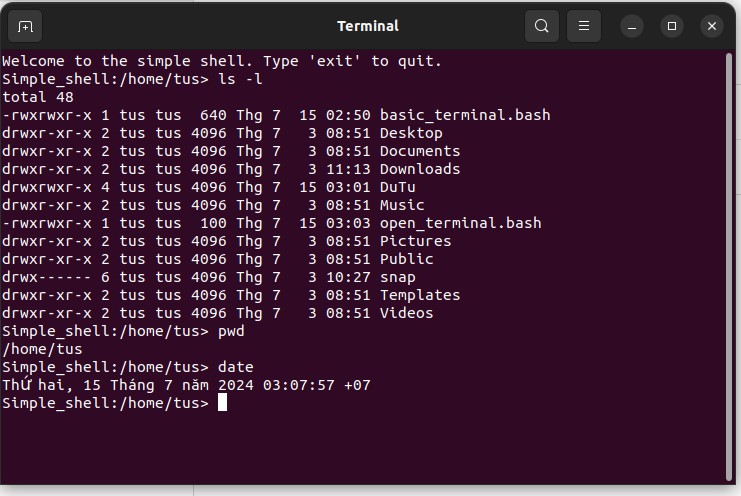 Terminal
Welcome to the simple shell. Type 'exit' to quit.
Simple_shell:/home/tus> ls -l
total 48
-rwxrwxr-x 1 tus tus  640 Thg 7  15 02:50 basic_terminal.bash
drwxr-xr-x 2 tus tus 4096 Thg 7   3 08:51 Desktop
drwxr-xr-x 2 tus tus 4096 Thg 7   3 08:51 Documents
drwxr-xr-x 2 tus tus 4096 Thg 7   3 11:13 Downloads
drwxrwxr-x 4 tus tus 4096 Thg 7  15 03:01 DuTu
drwxr-xr-x 2 tus tus 4096 Thg 7   3 08:51 Music
-rwxrwxr-x 1 tus tus  100 Thg 7  15 03:03 open_terminal.bash
drwxr-xr-x 2 tus tus 4096 Thg 7   3 08:51 Pictures
drwxr-xr-x 2 tus tus 4096 Thg 7   3 08:51 Public
drwx------ 6 tus tus 4096 Thg 7   3 10:27 snap
drwxr-xr-x 2 tus tus 4096 Thg 7   3 08:51 Templates
drwxr-xr-x 2 tus tus 4096 Thg 7   3 08:51 Videos
Simple_shell:/home/tus> pwd
/home/tus
Simple_shell:/home/tus> date
Thứ hai, 15 Tháng 7 năm 2024 03:07:57 +07
Simple_shell:/home/tus>